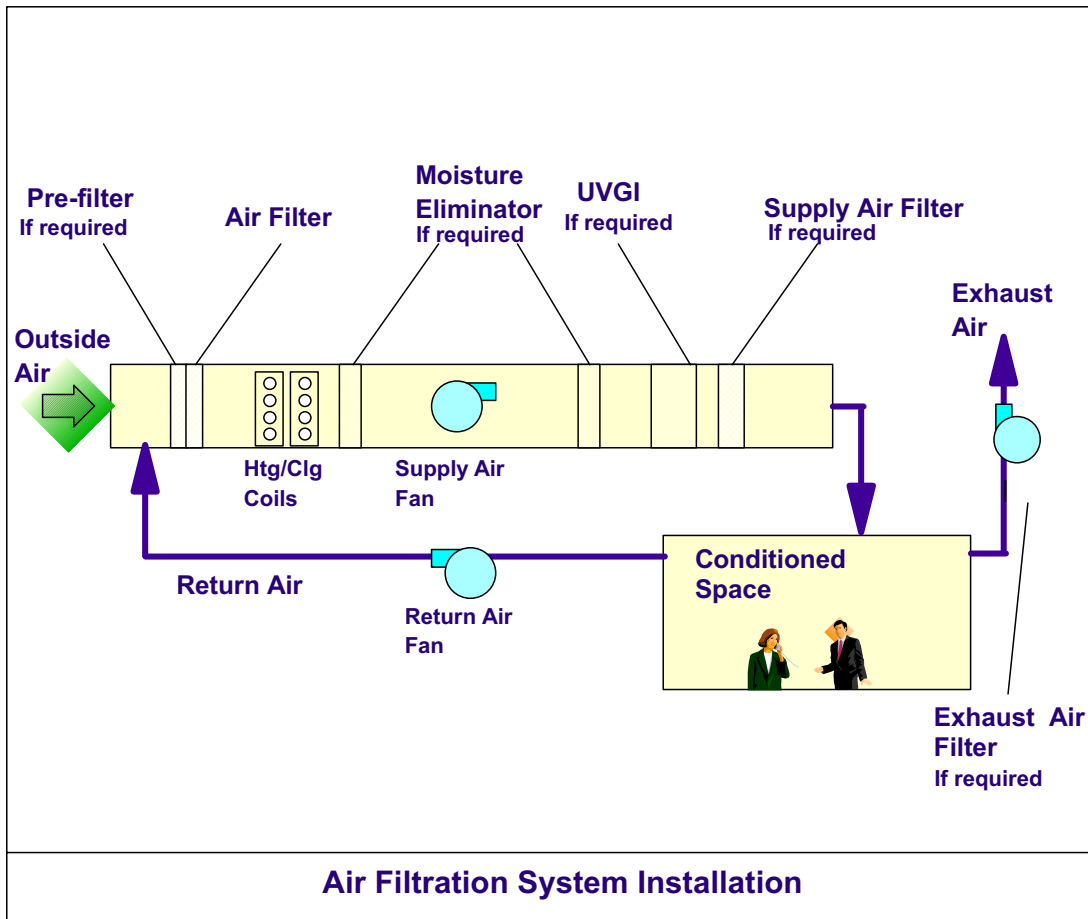 Pre-filter
If required
Air Filter
Moisture
Eliminator
If required
UVGI
If required
Supply Air Filter
If required
Exhaust
Air
Outside
Air
Htg/Clg
Coils
Supply Air
Fan
Return Air
Return Air
Fan
Conditioned
Space
Exhaust Air
Filter
If required
Air Filtration System Installation